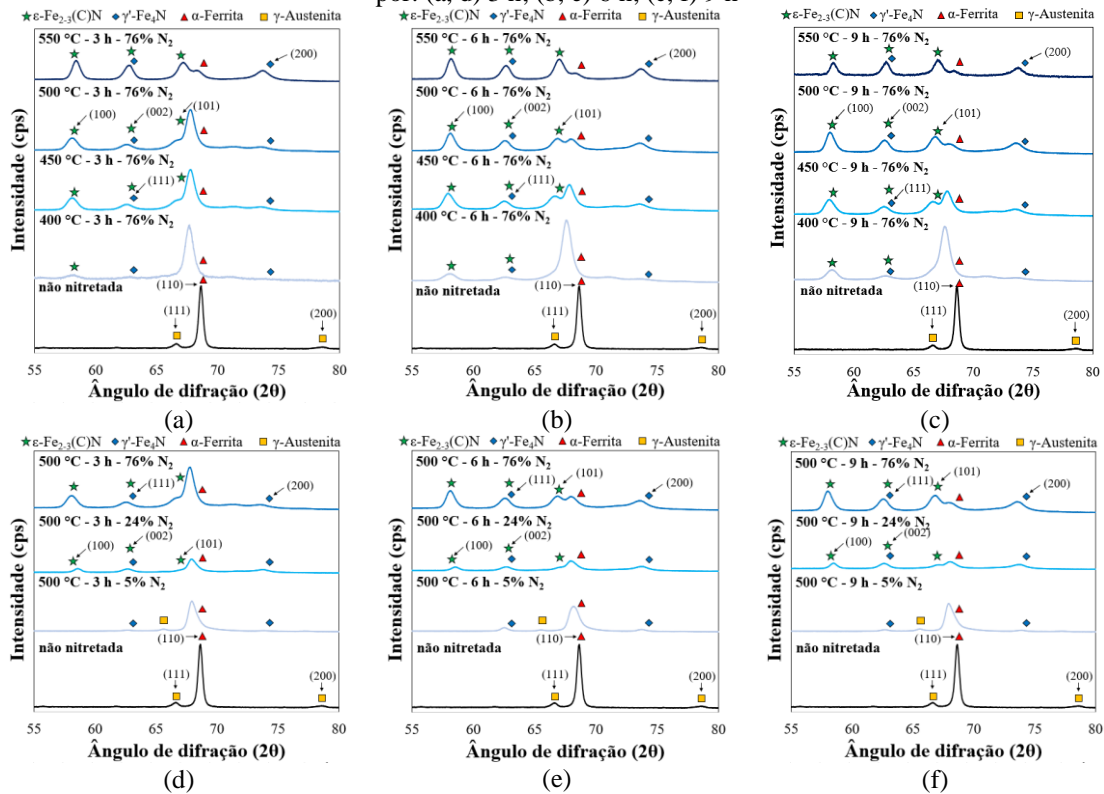 por: (a, d) 3 h; (b, e) 6 h; (c, f) 9 h
ε-Fe2-3(C)N γ'-Fe4N α-Ferrita γ-Austenita
550 °C - 3 h - 76% N2
(200)
500 °C - 3 h - 76% N2
(100)
(002)
(101)
450 °C - 3 h - 76% N2
(111)
400 °C - 3 h - 76% N2
não nitretada
(110)
(111)
(200)
Intensidade (cps)
55 60 65 70 75 80
Ângulo de difração (2θ)
(a)
ε-Fe2-3(C)N γ'-Fe4N α-Ferrita γ-Austenita
550 °C - 6 h - 76% N2
(200)
500 °C - 6 h - 76% N2
(100)
(002)
(101)
450 °C - 6 h - 76% N2
(111)
400 °C - 6 h - 76% N2
não nitretada
(110)
(111)
(200)
Intensidade (cps)
55 60 65 70 75 80
Ângulo de difração (2θ)
(b)
ε-Fe2-3(C)N γ'-Fe4N α-Ferrita γ-Austenita
550 °C - 9 h - 76% N2
(200)
500 °C - 9 h - 76% N2
(100)
(002)
(101)
450 °C - 9 h - 76% N2
(111)
400 °C - 9 h - 76% N2
não nitretada
(110)
(111)
(200)
Intensidade (cps)
55 60 65 70 75 80
Ângulo de difração (2θ)
(c)
ε-Fe2-3(C)N γ'-Fe4N α-Ferrita γ-Austenita
500 °C - 3 h - 76% N2
(111)
(200)
500 °C - 3 h - 24% N2
(100)
(002)
(101)
500 °C - 3 h - 5% N2
não nitretada
(110)
(111)
(200)
Intensidade (cps)
55 60 65 70 75 80
Ângulo de difração (2θ)
(d)
ε-Fe2-3(C)N γ'-Fe4N α-Ferrita γ-Austenita
500 °C - 6 h - 76% N2
(111)
(101)
(200)
500 °C - 6 h - 24% N2
(100)
(002)
500 °C - 6 h - 5% N2
não nitretada
(110)
(111)
(200)
Intensidade (cps)
55 60 65 70 75 80
Ângulo de difração (2θ)
(e)
ε-Fe2-3(C)N γ'-Fe4N α-Ferrita γ-Austenita
500 °C - 9 h - 76% N2
(101)
(111)
(200)
500 °C - 9 h - 24% N2
(002)
(100)
500 °C - 9 h - 5% N2
não nitretada
(110)
(111)
(200)
Intensidade (cps)
55 60 65 70 75 80
Ângulo de difração (2θ)
(f)